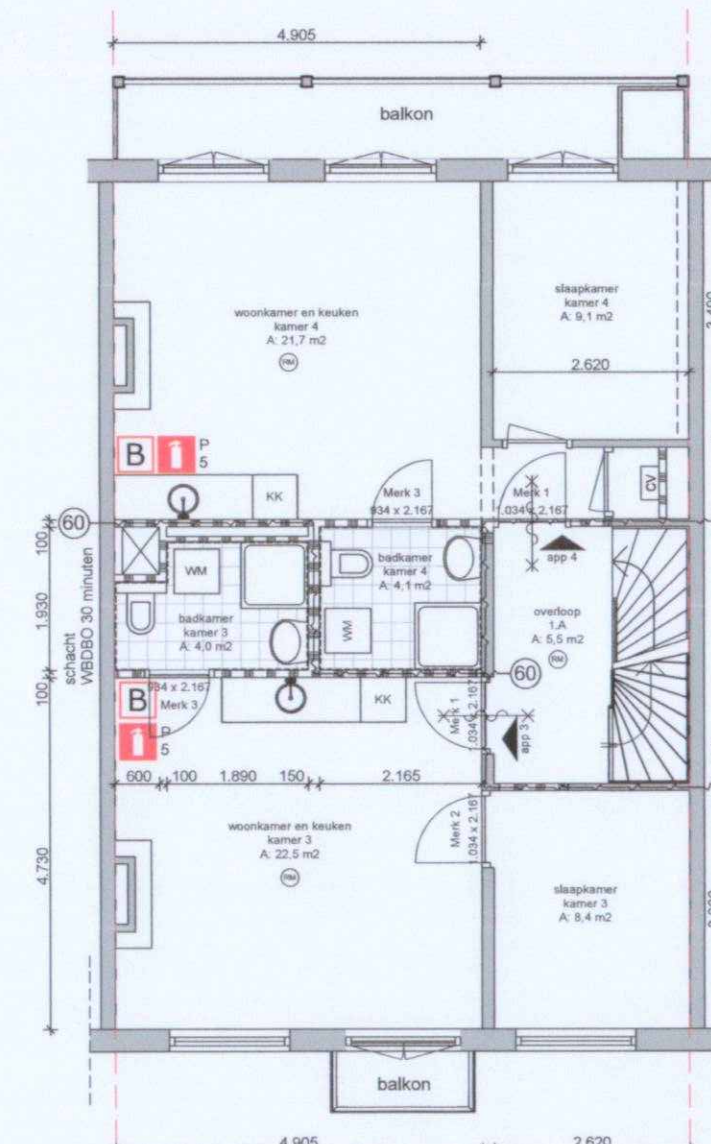 4.905
balkon
woonkamer en keuken
kamer 4
A: 21,7 m2
RM
slaapkamer
kamer 4
A: 9,1 m2
2.620
B
P
5
KK
Merk 3
934 x 2.167
Merk 1
1.034 x 2.167
CV
60
100
1.930
100
schacht
WBDBO 30 minuten
WM
badkamer
kamer 3
A: 4,0 m2
badkamer
kamer 4
A: 4,1 m2
WM
app 4
overloop
1.A
A: 5,5 m2
RM
60
B
934 x 2.167
Merk 3
P
5
KK
Merk 1
1.034 x 2.167
app 3
600
100
1.890
150
2.165
4.730
woonkamer en keuken
kamer 3
A: 22,5 m2
RM
Merk 2
1.034 x 2.167
slaapkamer
kamer 3
A: 8,4 m2
balkon
4.905
2.620